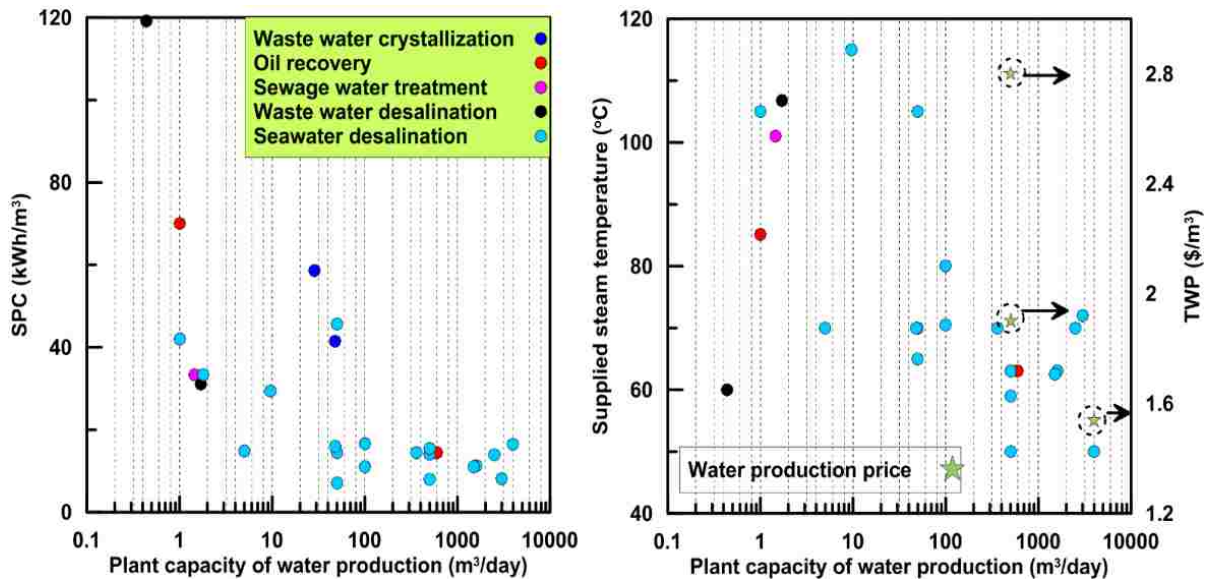 120
80
40
0
SPC (kWh/m³)
Waste water crystallization
Oil recovery
Sewage water treatment
Waste water desalination
Seawater desalination
0.1 1 10 100 1000 10000
Plant capacity of water production (m³/day)
120
100
80
60
40
Supplied steam temperature (°C)
Water production price
2.8
2.4
2
1.6
1.2
TWP ($/m³)
0.1 1 10 100 1000 10000
Plant capacity of water production (m³/day)